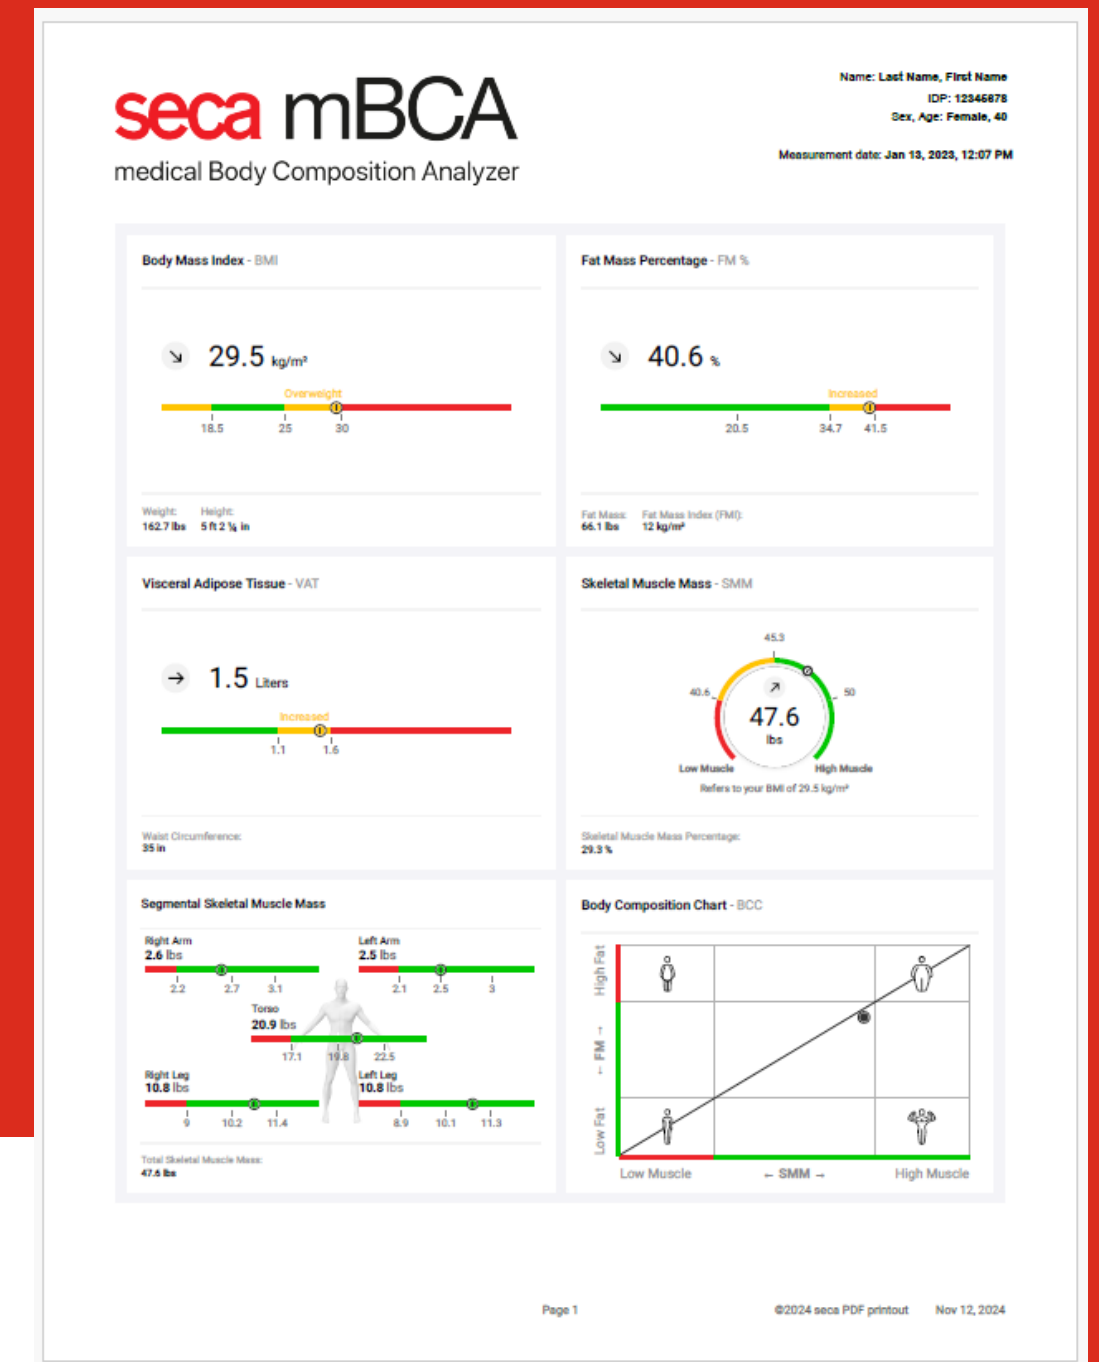 seca mBCA
medical Body Composition Analyzer
Name: Last Name, First Name
IDP: 12345678
Sex, Age: Female, 40
Measurement date: Jan 13, 2023, 12:07 PM
Body Mass Index - BMI
29.5 kg/m²
Overweight
18.5 25 30
Weight: Height:
162.7 lbs 5 ft 2 ¼ in
Fat Mass Percentage - FM %
40.6 %
Increased
20.5 34.7 41.5
Fat Mass: Fat Mass Index (FMI):
66.1 lbs 12 kg/m²
Visceral Adipose Tissue - VAT
1.5 Liters
Increased
1.1 1.6
Waist Circumference:
35 in
Skeletal Muscle Mass - SMM
45.3
40.6 50
47.6
lbs
Low Muscle High Muscle
Refers to your BMI of 29.5 kg/m²
Skeletal Muscle Mass Percentage:
29.3 %
Segmental Skeletal Muscle Mass
Right Arm
2.6 lbs
2.2 2.7 3.1
Left Arm
2.5 lbs
2.1 2.5 3
Torso
20.9 lbs
17.1 19.8 22.5
Right Leg
10.8 lbs
9 10.2 11.4
Left Leg
10.8 lbs
8.9 10.1 11.3
Total Skeletal Muscle Mass:
47.6 lbs
Body Composition Chart - BCC
High Fat
← FM →
Low Fat
Low Muscle ← SMM → High Muscle
Page 1 ©2024 seca PDF printout Nov 12, 2024